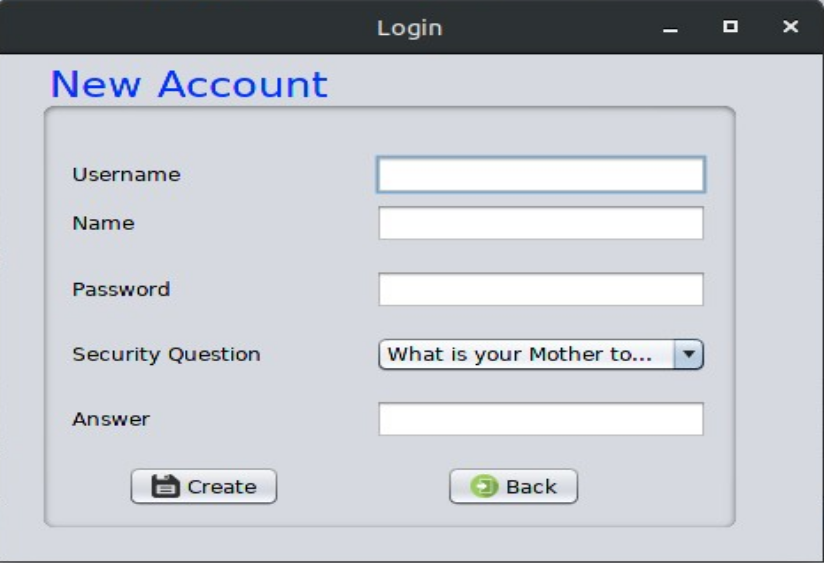 Login
New Account
Username
Name
Password
Security Question What is your Mother to...
Answer
Create Back